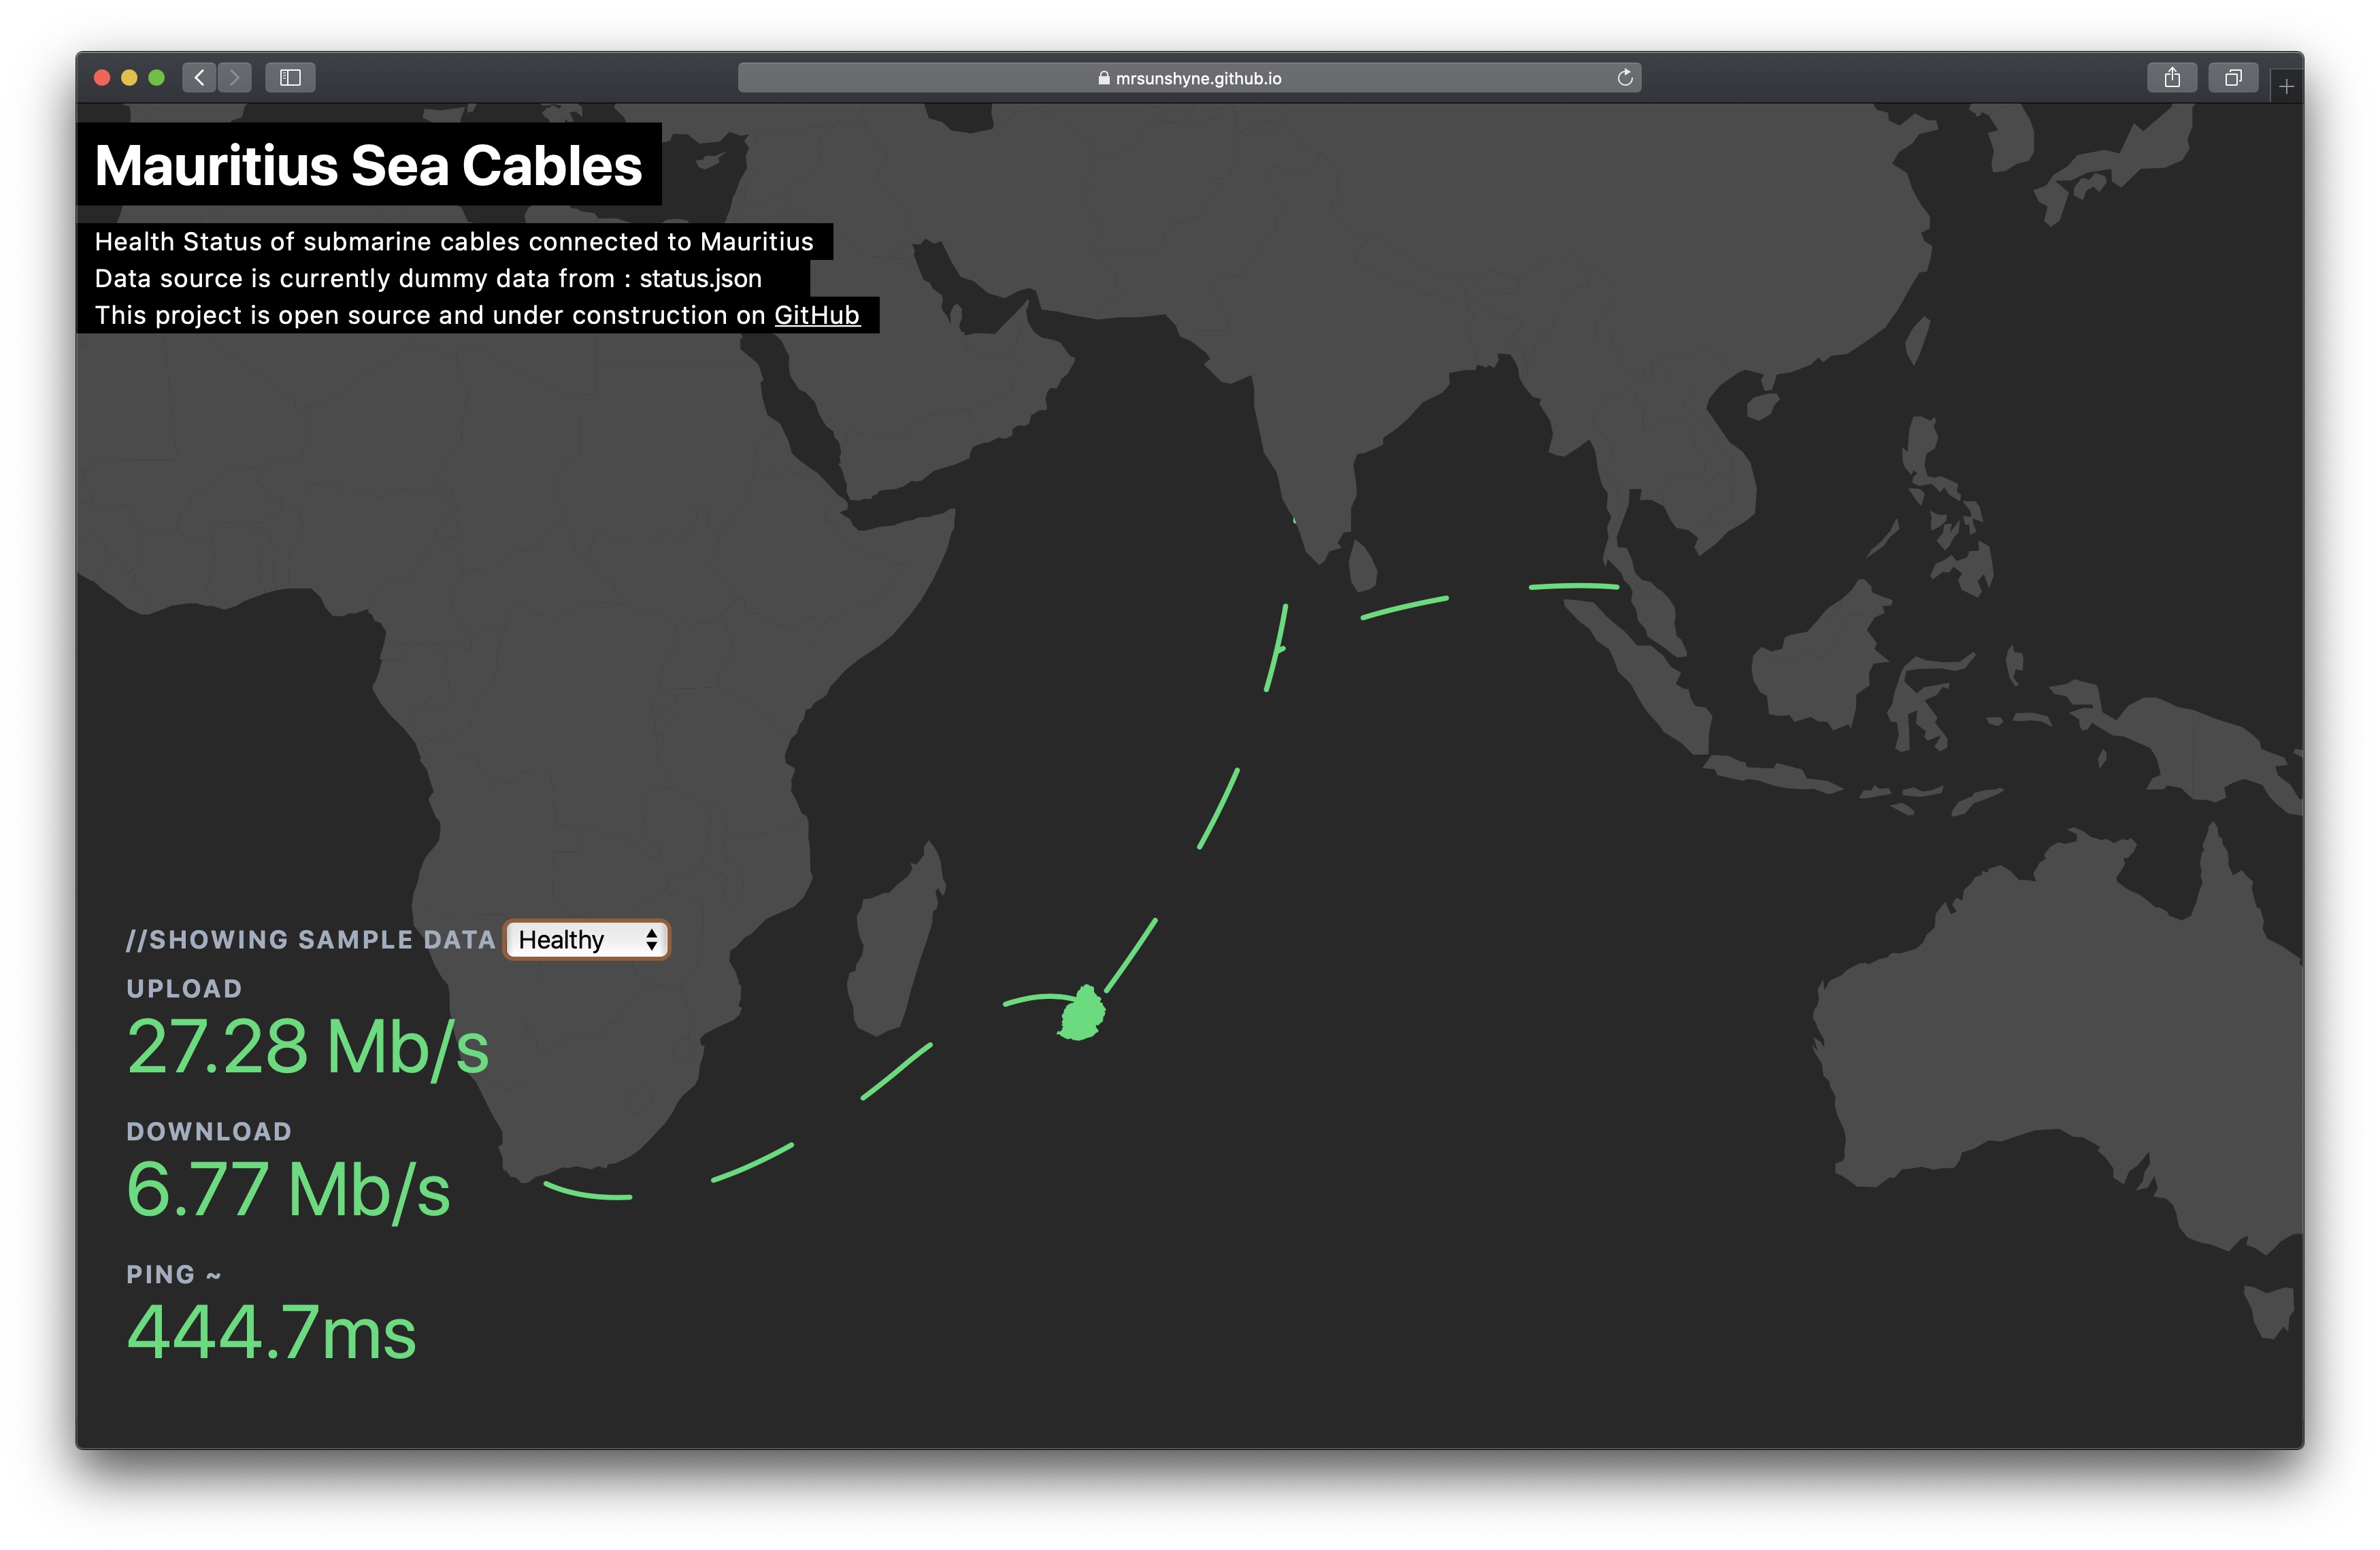 mrsunshyne.github.io
Mauritius Sea Cables
Health Status of submarine cables connected to Mauritius
Data source is currently dummy data from : status.json
This project is open source and under construction on GitHub
//SHOWING SAMPLE DATA Healthy
UPLOAD
27.28 Mb/s
DOWNLOAD
6.77 Mb/s
PING ~
444.7ms